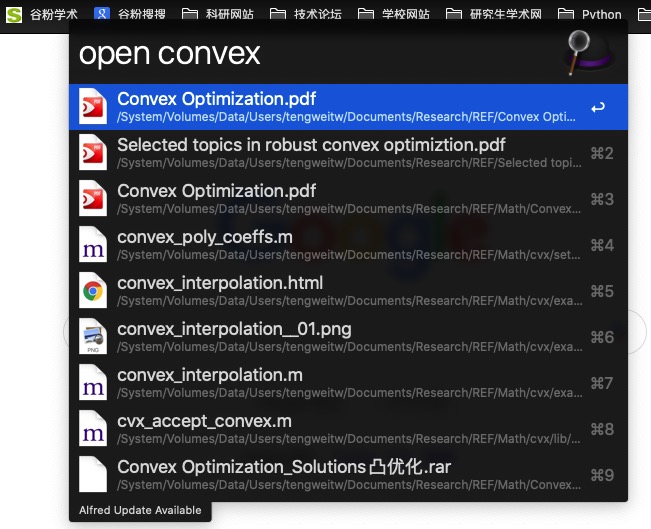 谷粉学术 谷粉搜搜 科研网站 技术论坛 学校网站 研究生学术网 Python
open convex
Convex Optimization.pdf
/System/Volumes/Data/Users/tengweitw/Documents/Research/REF/Convex Opti...
Selected topics in robust convex optimiztion.pdf
/System/Volumes/Data/Users/tengweitw/Documents/Research/REF/Selected topi...
⌘2
Convex Optimization.pdf
/System/Volumes/Data/Users/tengweitw/Documents/Research/REF/Math/Convex...
⌘3
convex_poly_coeffs.m
/System/Volumes/Data/Users/tengweitw/Documents/Research/REF/Math/cvx/set...
⌘4
convex_interpolation.html
/System/Volumes/Data/Users/tengweitw/Documents/Research/REF/Math/cvx/exa...
⌘5
convex_interpolation__01.png
/System/Volumes/Data/Users/tengweitw/Documents/Research/REF/Math/cvx/exa...
⌘6
PNG
convex_interpolation.m
/System/Volumes/Data/Users/tengweitw/Documents/Research/REF/Math/cvx/exa...
⌘7
cvx_accept_convex.m
/System/Volumes/Data/Users/tengweitw/Documents/Research/REF/Math/cvx/lib/...
⌘8
Convex Optimization_Solutions凸优化.rar
/System/Volumes/Data/Users/tengweitw/Documents/Research/REF/Math/Convex...
⌘9
Alfred Update Available